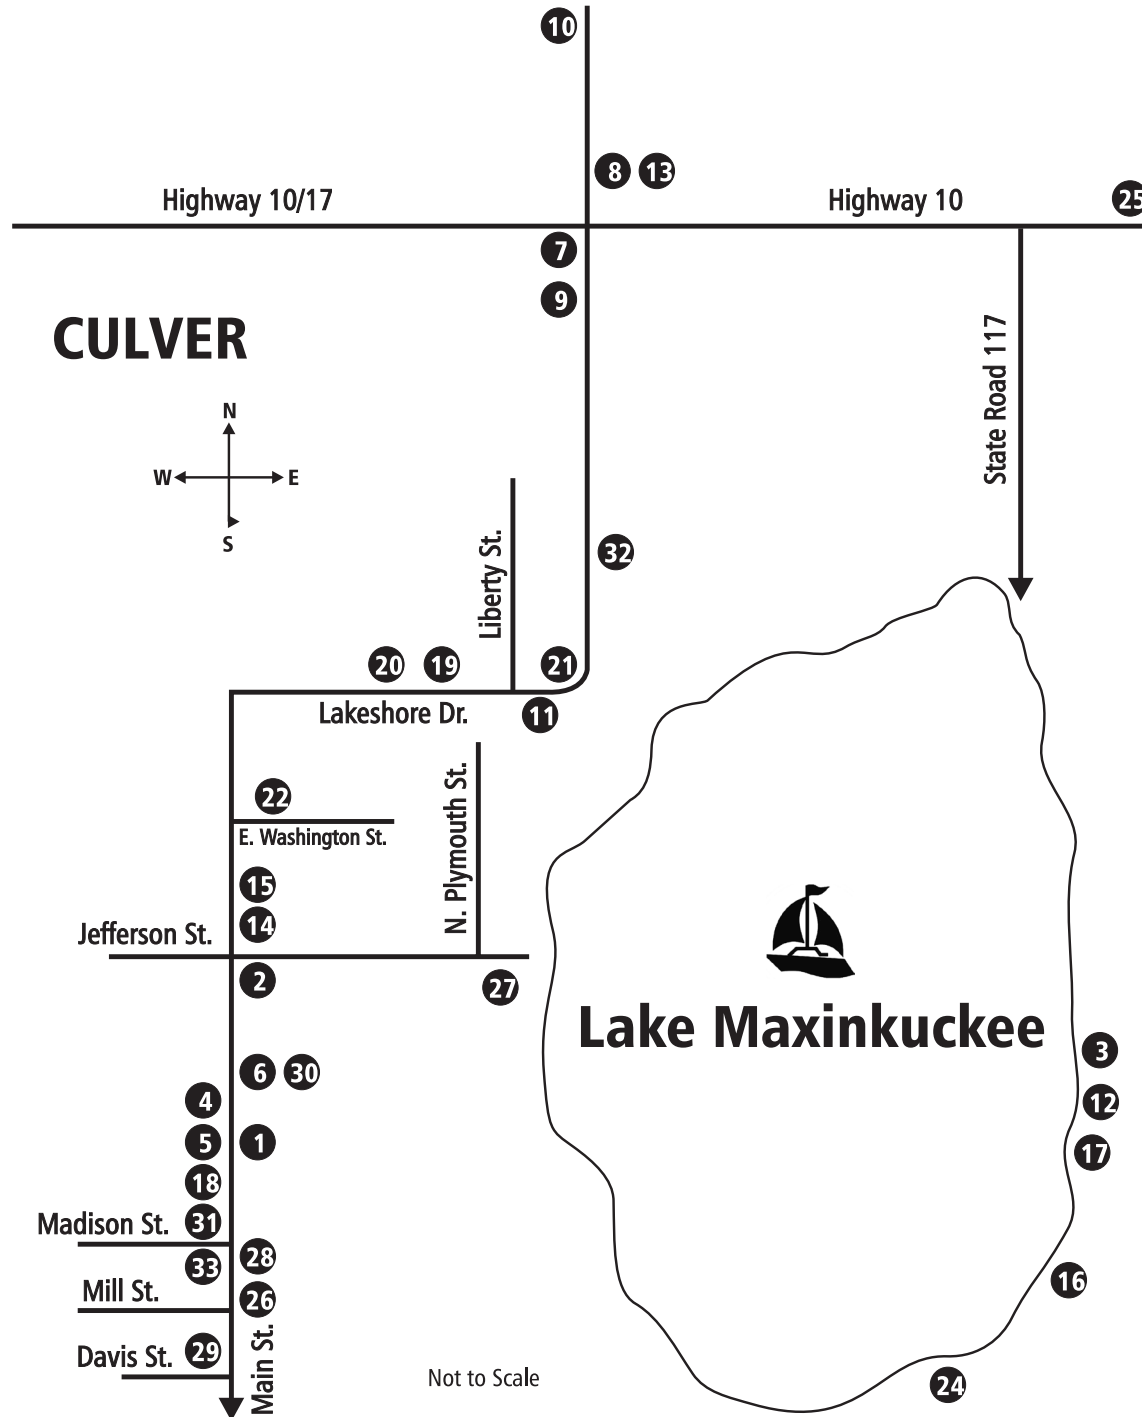 10
8 13
Highway 10/17
Highway 10
25
7
9
CULVER
N
W E
S
State Road 117
Liberty St.
32
20 19 21
Lakeshore Dr.
11
22
E. Washington St.
N. Plymouth St.
15
14
Jefferson St.
2
27
Lake Maxinkuckee
6 30
3
4
12
5 1
17
18
Madison St. 31
28
33
16
Mill St.
26
Davis St. 29
Main St.
Not to Scale
24